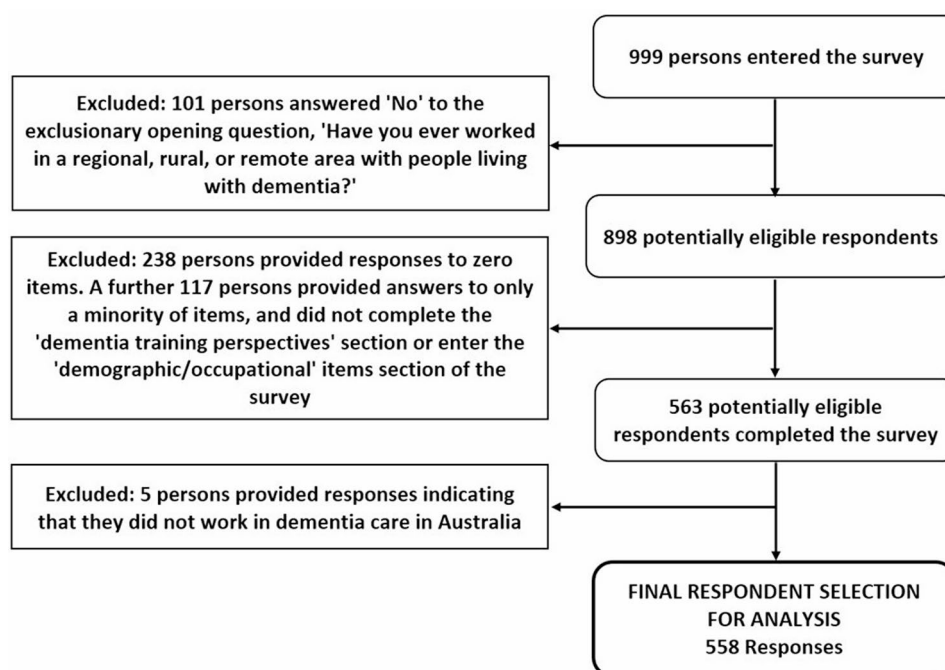 999 persons entered the survey
Excluded: 101 persons answered 'No' to the
exclusionary opening question, 'Have you ever worked
in a regional, rural, or remote area with people living
with dementia?'
898 potentially eligible respondents
Excluded: 238 persons provided responses to zero
items. A further 117 persons provided answers to only
a minority of items, and did not complete the
'dementia training perspectives' section or enter the
'demographic/occupational' items section of the
survey
563 potentially eligible
respondents completed the survey
Excluded: 5 persons provided responses indicating
that they did not work in dementia care in Australia
FINAL RESPONDENT SELECTION
FOR ANALYSIS
558 Responses